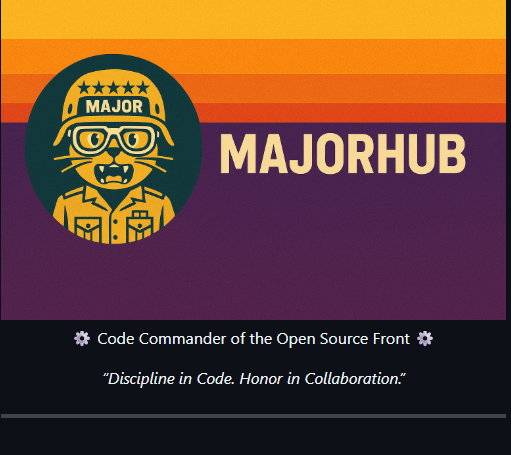 MAJOR
MAJORHUB
⚙️ Code Commander of the Open Source Front ⚙️
“Discipline in Code. Honor in Collaboration.”